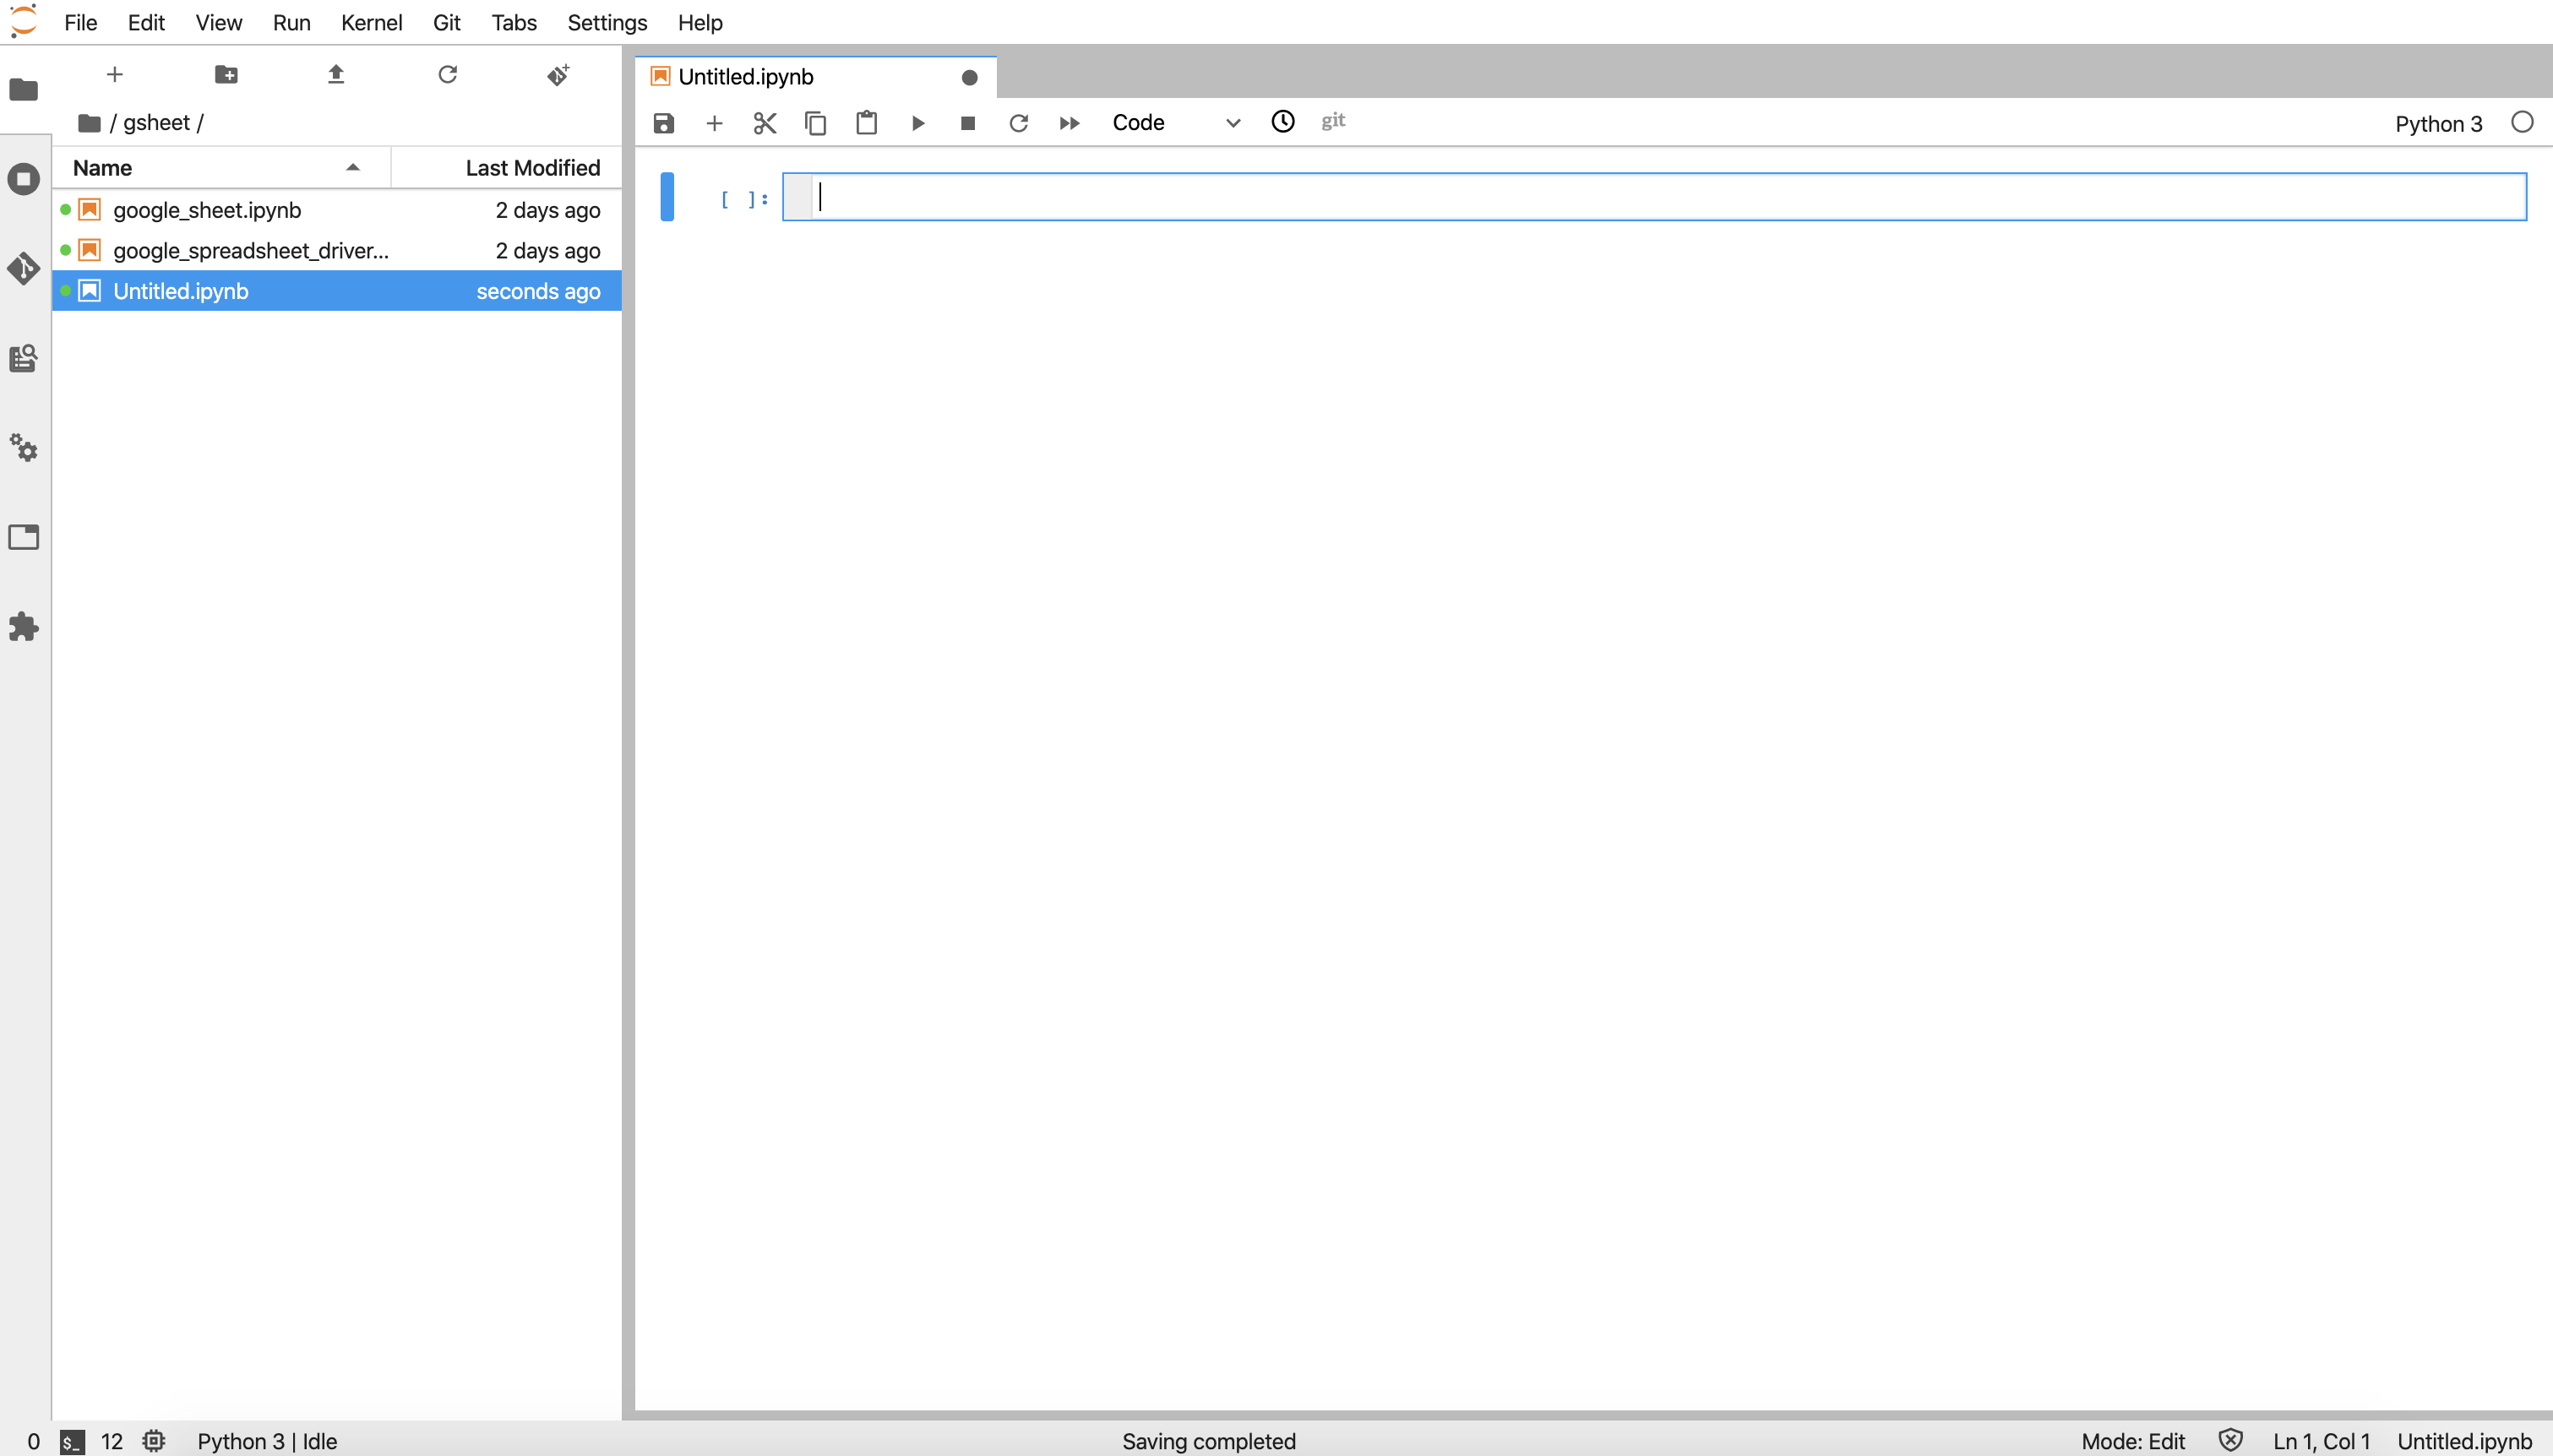 File Edit View Run Kernel Git Tabs Settings Help
/ gsheet /
Name Last Modified
google_sheet.ipynb 2 days ago
google_spreadsheet_driver... 2 days ago
Untitled.ipynb seconds ago
Untitled.ipynb
Code git Python 3
[ ]:
0 $_ 12 Python 3 | Idle Saving completed Mode: Edit Ln 1, Col 1 Untitled.ipynb